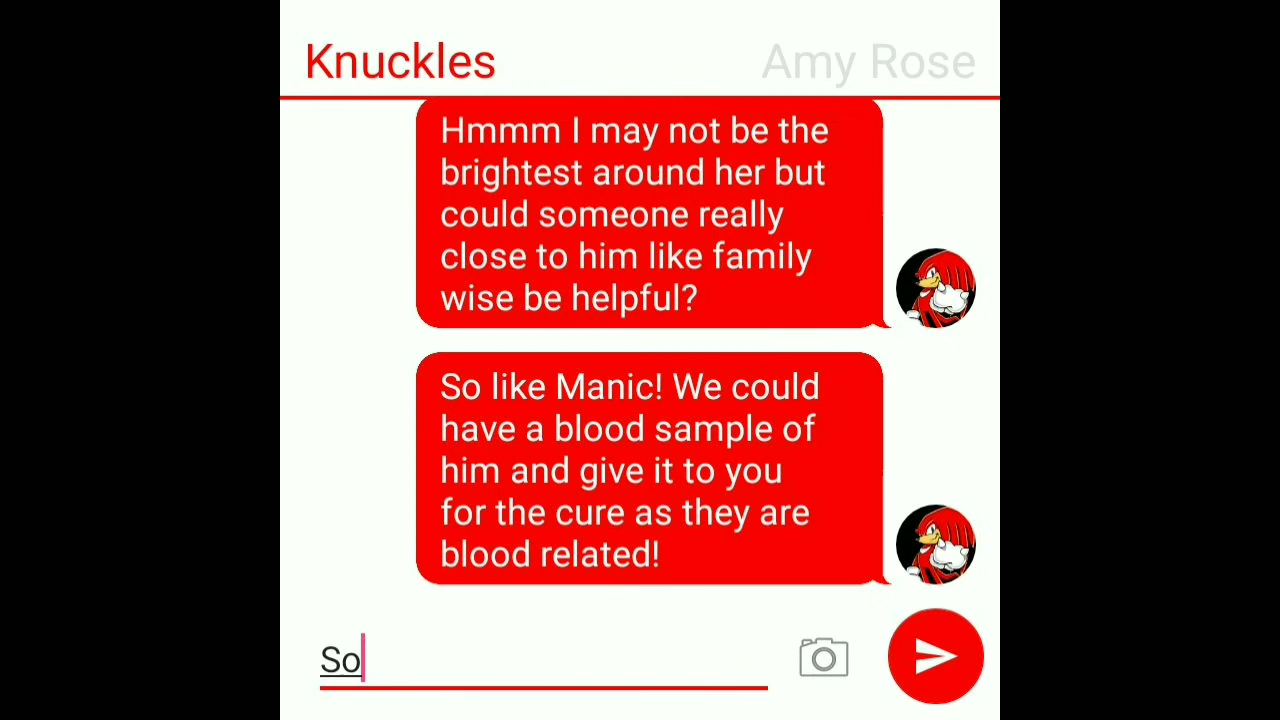 Knuckles
Amy Rose
Hmmm I may not be the
brightest around her but
could someone really
close to him like family
wise be helpful?
So like Manic! We could
have a blood sample of
him and give it to you
for the cure as they are
blood related!
So